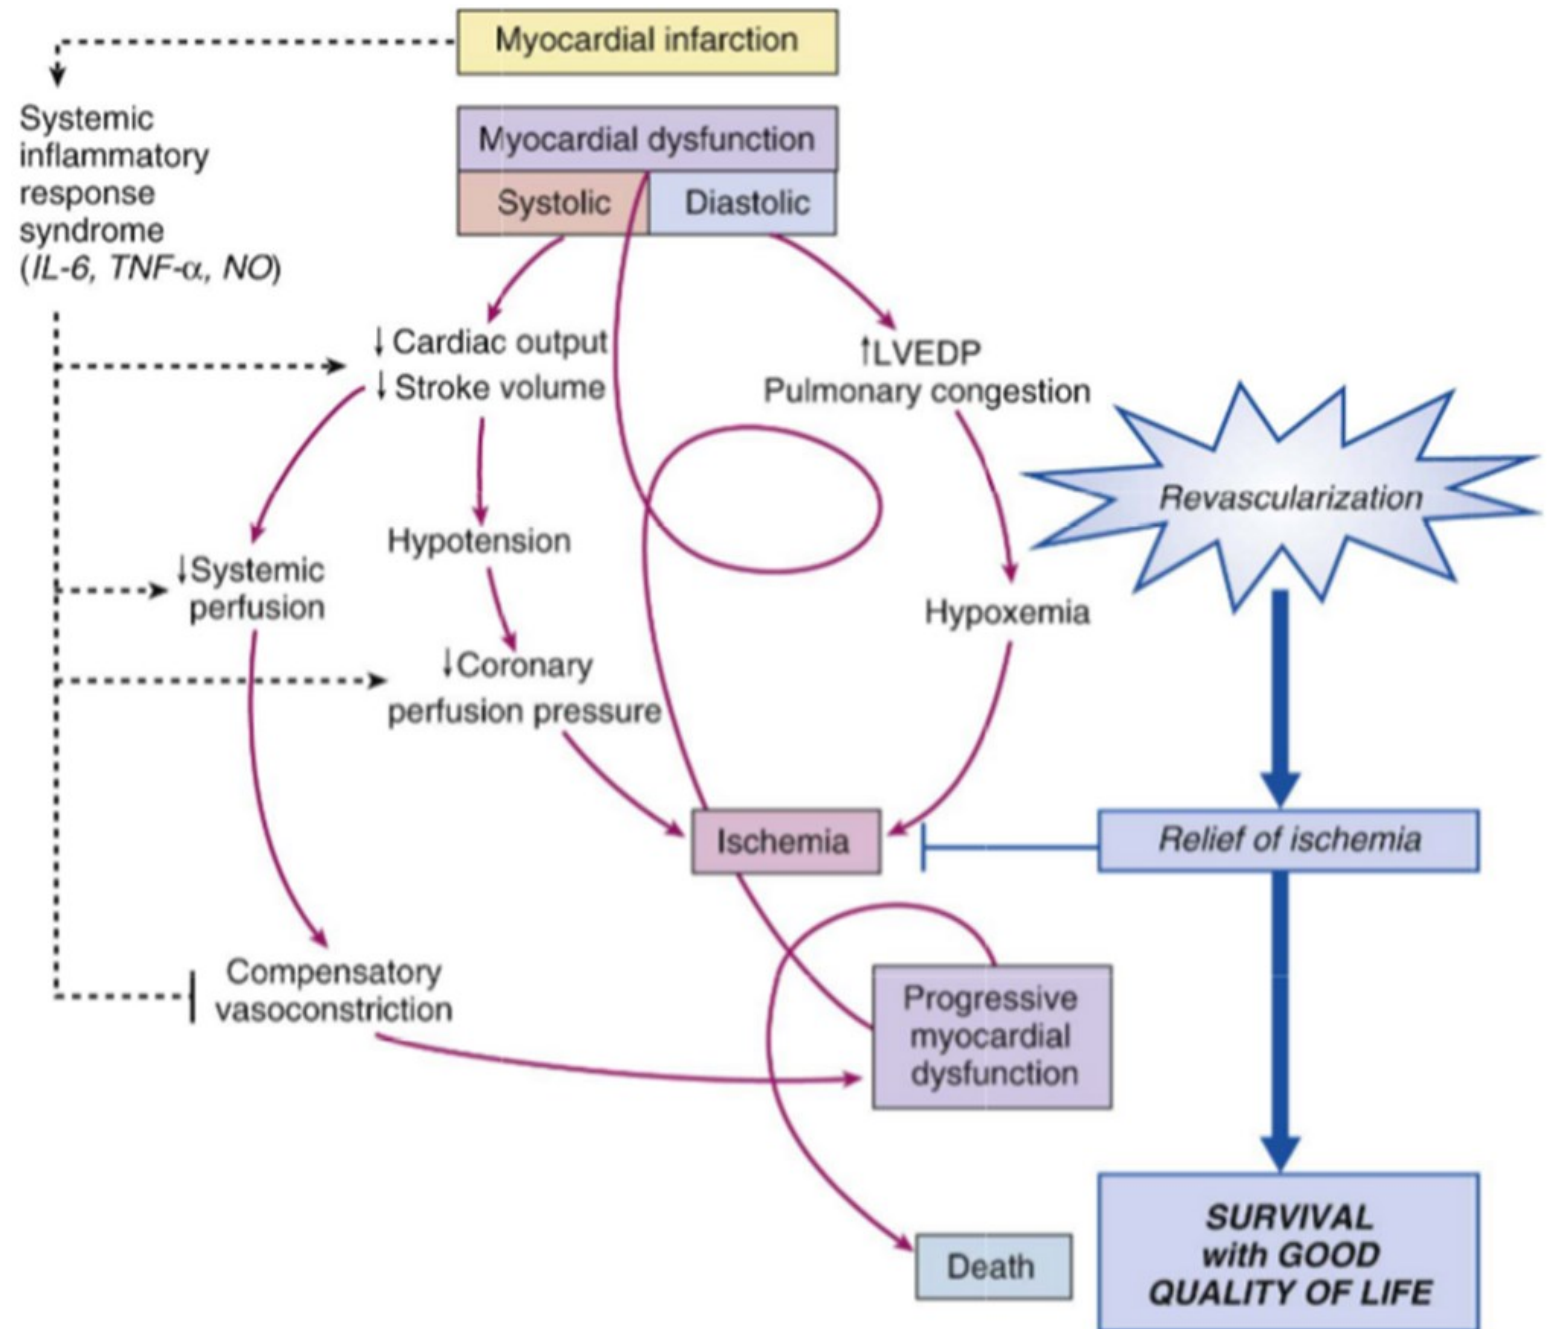 Myocardial infarction
Systemic
inflammatory
response
syndrome
(IL-6, TNF-α, NO)
Myocardial dysfunction
Systolic
Diastolic
↓Cardiac output
↓Stroke volume
↑LVEDP
Pulmonary congestion
Revascularization
Hypotension
↓Systemic
perfusion
Hypoxemia
↓Coronary
perfusion pressure
Ischemia
Relief of ischemia
Compensatory
vasoconstriction
Progressive
myocardial
dysfunction
Death
SURVIVAL
with GOOD
QUALITY OF LIFE